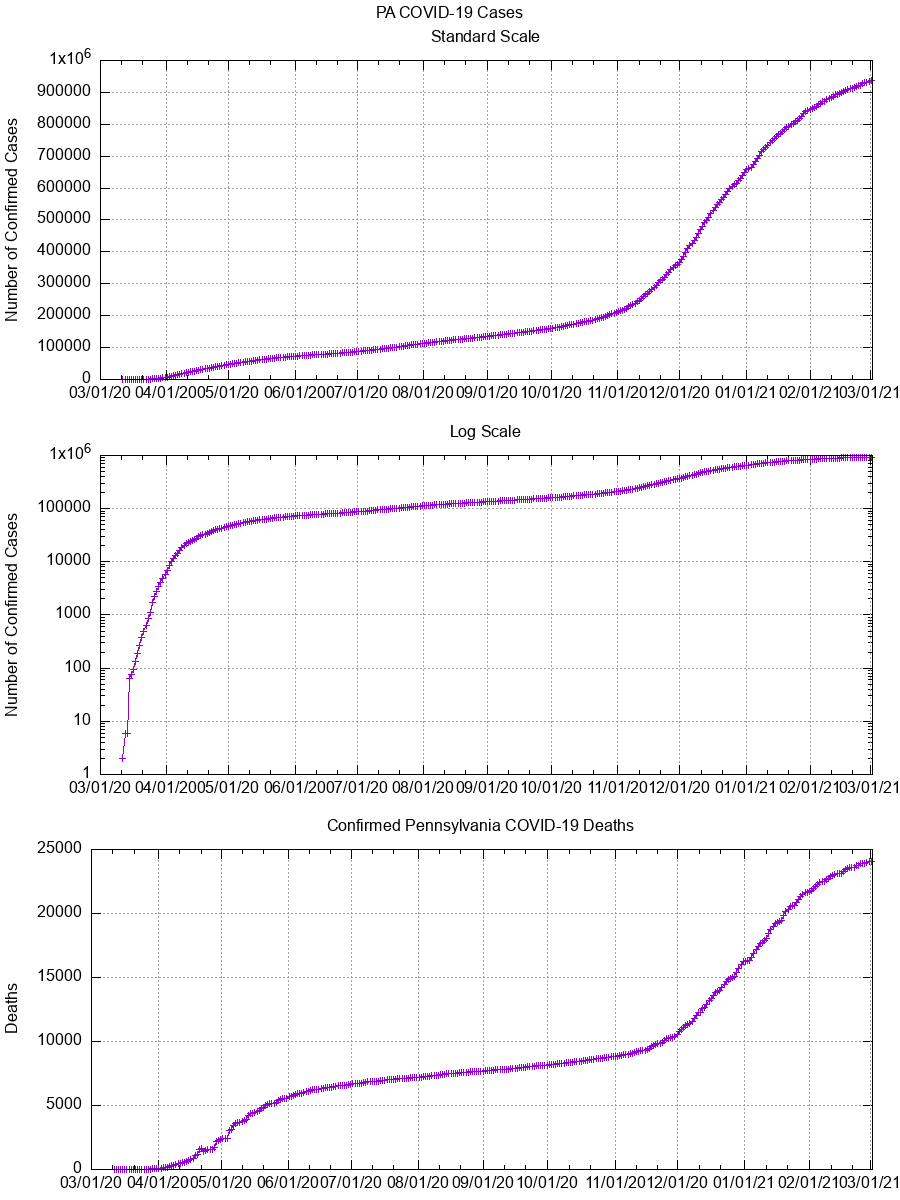 PA COVID-19 Cases
Standard Scale
Number of Confirmed Cases
1x10^6
900000
800000
700000
600000
500000
400000
300000
200000
100000
0
03/01/20 04/01/20 05/01/20 06/01/20 07/01/20 08/01/20 09/01/20 10/01/20 11/01/20 12/01/20 01/01/21 02/01/21 03/01/21
Log Scale
Number of Confirmed Cases
1x10^6
100000
10000
1000
100
10
1
03/01/20 04/01/20 05/01/20 06/01/20 07/01/20 08/01/20 09/01/20 10/01/20 11/01/20 12/01/20 01/01/21 02/01/21 03/01/21
Confirmed Pennsylvania COVID-19 Deaths
Deaths
25000
20000
15000
10000
5000
0
03/01/20 04/01/20 05/01/20 06/01/20 07/01/20 08/01/20 09/01/20 10/01/20 11/01/20 12/01/20 01/01/21 02/01/21 03/01/21